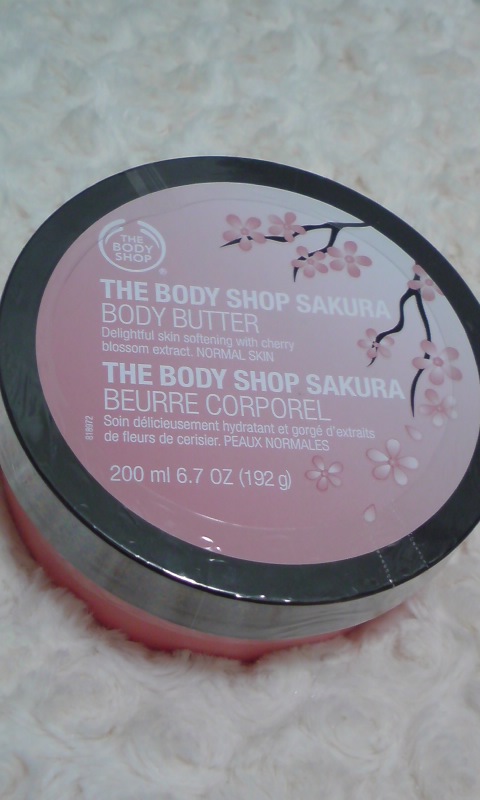 THE
BODY
SHOP
®
THE BODY SHOP SAKURA
BODY BUTTER
Delightful skin softening with cherry
blossom extract. NORMAL SKIN
THE BODY SHOP SAKURA
BEURRE CORPOREL
Soin délicieusement hydratant et gorgé d'extraits
de fleurs de cerisier. PEAUX NORMALES
200 ml 6.7 OZ (192 g)